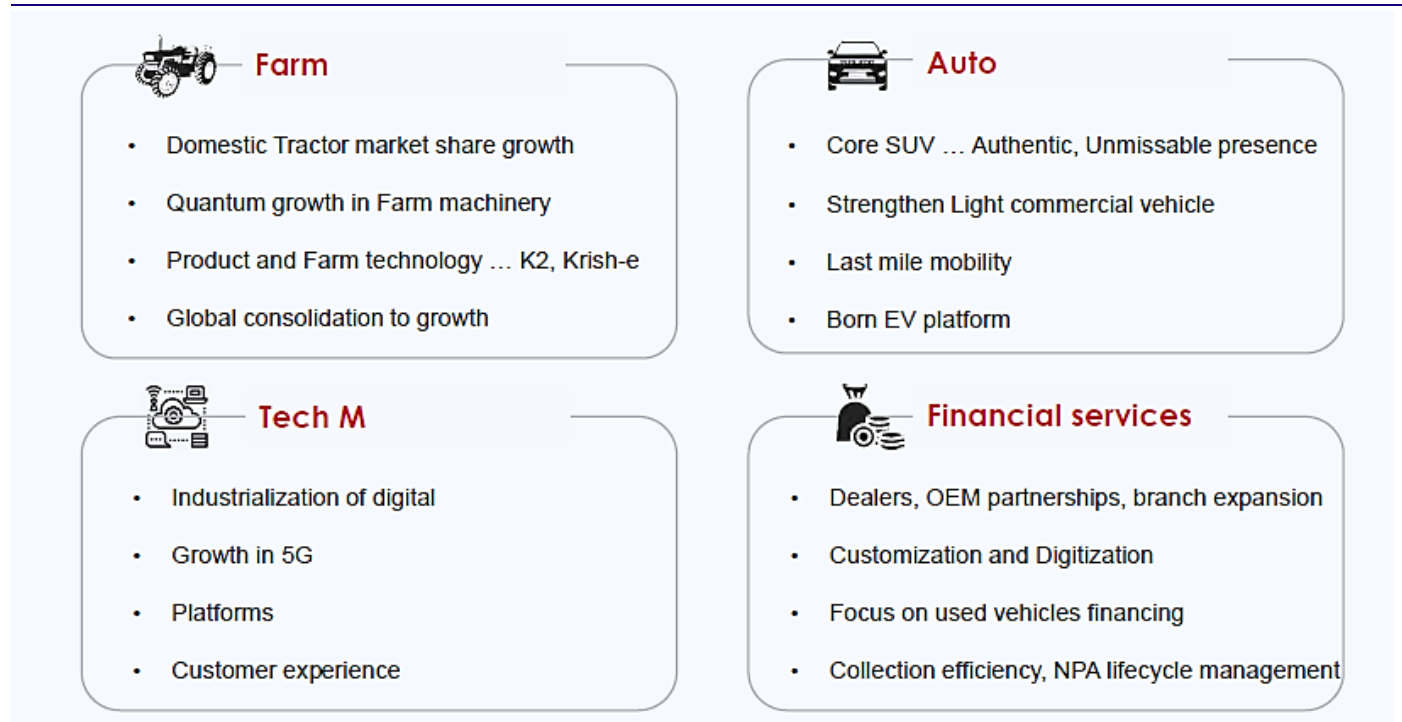 Farm
• Domestic Tractor market share growth
• Quantum growth in Farm machinery
• Product and Farm technology … K2, Krish-e
• Global consolidation to growth
Auto
• Core SUV … Authentic, Unmissable presence
• Strengthen Light commercial vehicle
• Last mile mobility
• Born EV platform
Tech M
• Industrialization of digital
• Growth in 5G
• Platforms
• Customer experience
Financial services
• Dealers, OEM partnerships, branch expansion
• Customization and Digitization
• Focus on used vehicles financing
• Collection efficiency, NPA lifecycle management